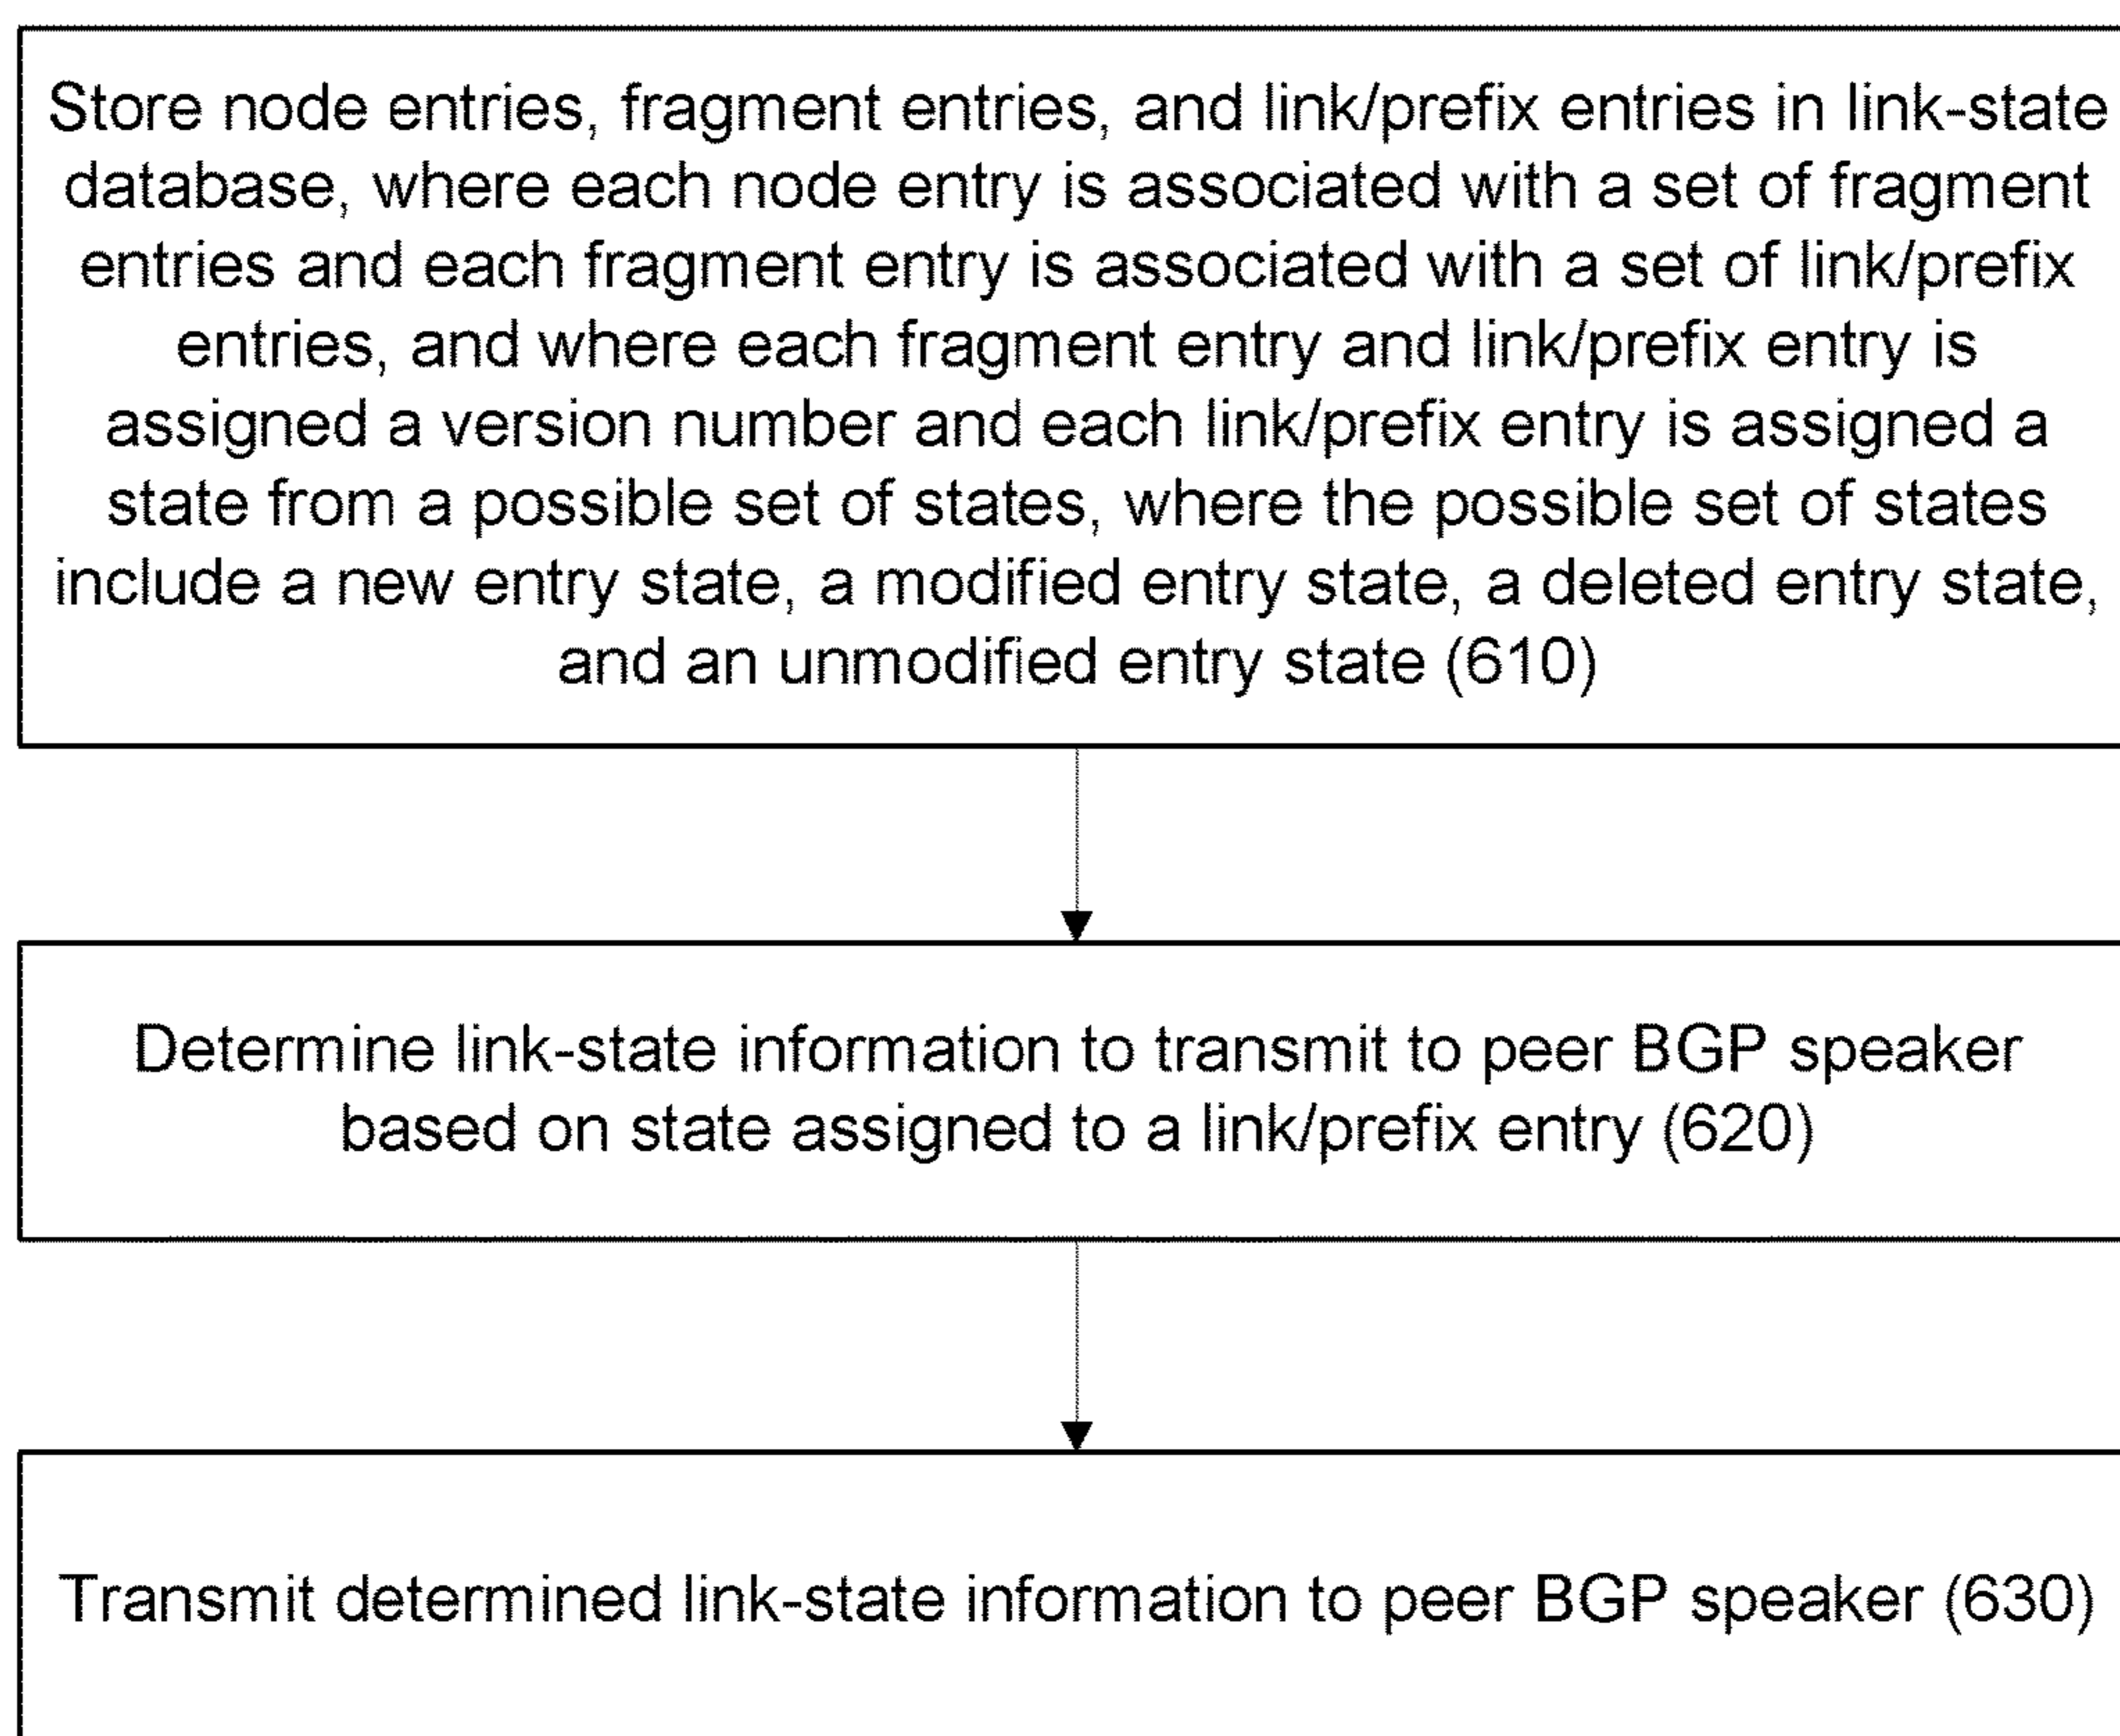 Store node entries, fragment entries, and link/prefix entries in link-state
database, where each node entry is associated with a set of fragment
entries and each fragment entry is associated with a set of link/prefix
entries, and where each fragment entry and link/prefix entry is
assigned a version number and each link/prefix entry is assigned a
state from a possible set of states, where the possible set of states
include a new entry state, a modified entry state, a deleted entry state,
and an unmodified entry state (610)
Determine link-state information to transmit to peer BGP speaker
based on state assigned to a link/prefix entry (620)
Transmit determined link-state information to peer BGP speaker (630)